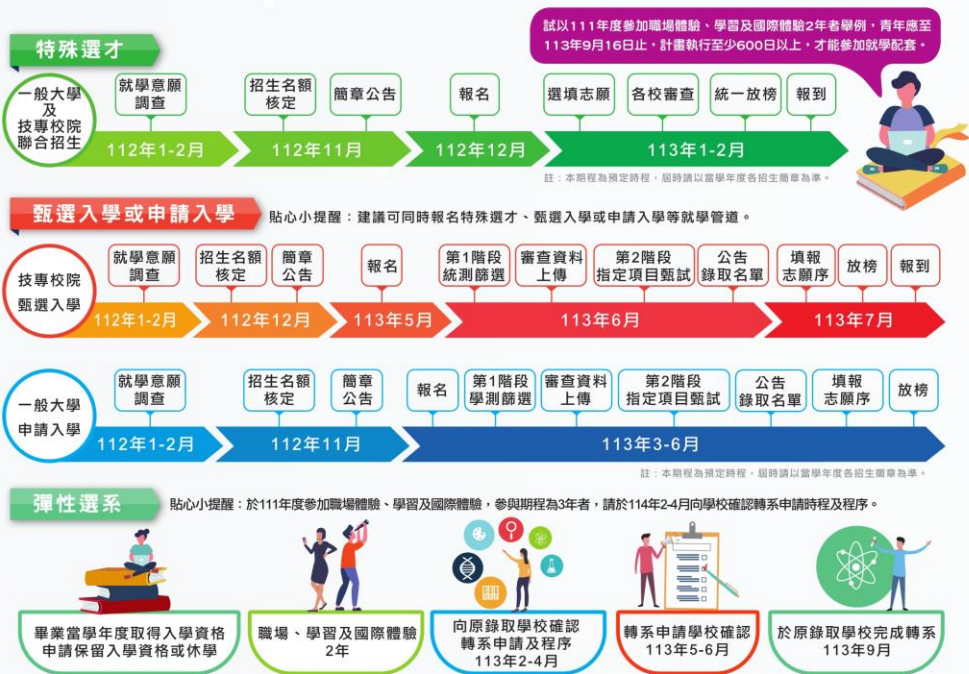 試以111年度參加職場體驗、學習及國際體驗2年者舉例，青年應至
113年9月16日止，計畫執行至少600日以上，才能參加就學配套。
特殊選才
一般大學
及
技專校院
聯合招生
就學意願
調查
招生名額
核定
簡章公告
報名
選填志願
各校審查
統一放榜
報到
112年1-2月
112年11月
112年12月
113年1-2月
註：本期程為預定時程，屆時請以當學年度各招生簡章為準。
甄選入學或申請入學
貼心小提醒：建議可同時報名特殊選才、甄選入學或申請入學等就學管道。
技專校院
甄選入學
就學意願
調查
招生名額
核定
簡章
公告
報名
第1階段
統測篩選
審查資料
上傳
第2階段
指定項目甄試
公告
錄取名單
填報
志願序
放榜
報到
112年1-2月
112年12月
113年5月
113年6月
113年7月
一般大學
申請入學
就學意願
調查
招生名額
核定
簡章
公告
報名
第1階段
學測篩選
審查資料
上傳
第2階段
指定項目甄試
公告
錄取名單
填報
志願序
放榜
112年1-2月
112年11月
113年3-6月
註：本期程為預定時程，屆時請以當學年度各招生簡章為準。
彈性選系
貼心小提醒：於111年度參加職場體驗、學習及國際體驗，參與期程為3年者，請於114年2-4月向學校確認轉系申請時程及程序。
畢業當學年度取得入學資格
申請保留入學資格或休學
職場、學習及國際體驗
2年
向原錄取學校確認
轉系申請及程序
113年2-4月
轉系申請學校確認
113年5-6月
於原錄取學校完成轉系
113年9月